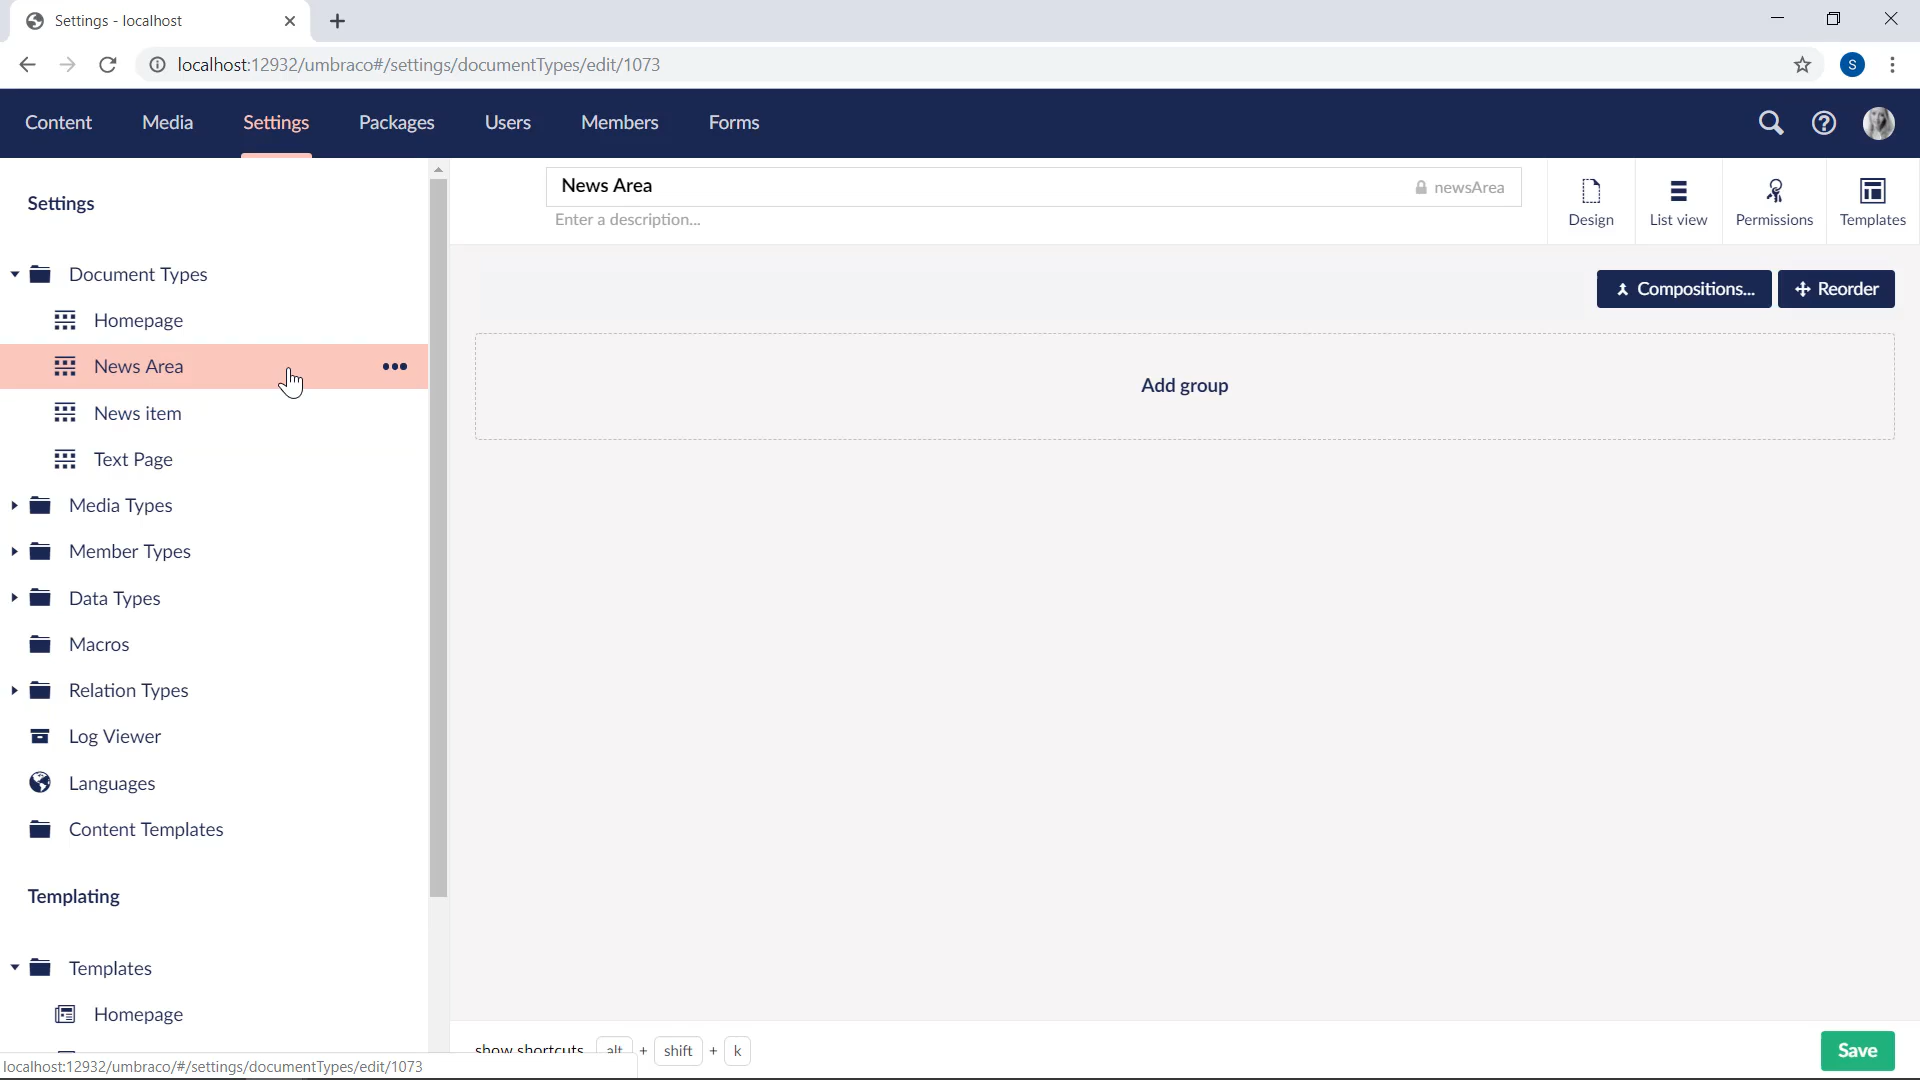 Settings - localhost
localhost:12932/umbraco#/settings/documentTypes/edit/1073
S
Content Media Settings Packages Users Members Forms
Settings
Document Types
Homepage
News Area
News item
Text Page
Media Types
Member Types
Data Types
Macros
Relation Types
Log Viewer
Languages
Content Templates
Templating
Templates
Homepage
localhost:12932/umbraco/#/settings/documentTypes/edit/1073
News Area newsArea
Enter a description...
Design List view Permissions Templates
Compositions... Reorder
Add group
show shortcuts alt + shift + k
Save